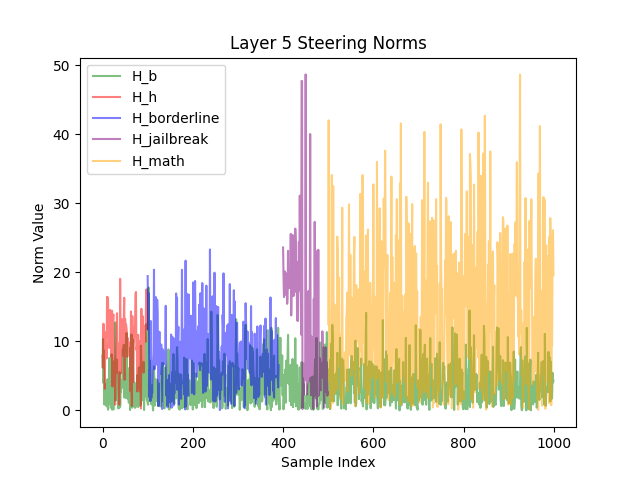 Layer 5 Steering Norms
H_b
H_h
H_borderline
H_jailbreak
H_math
50
40
30
20
10
0
Norm Value
0 200 400 600 800 1000
Sample Index